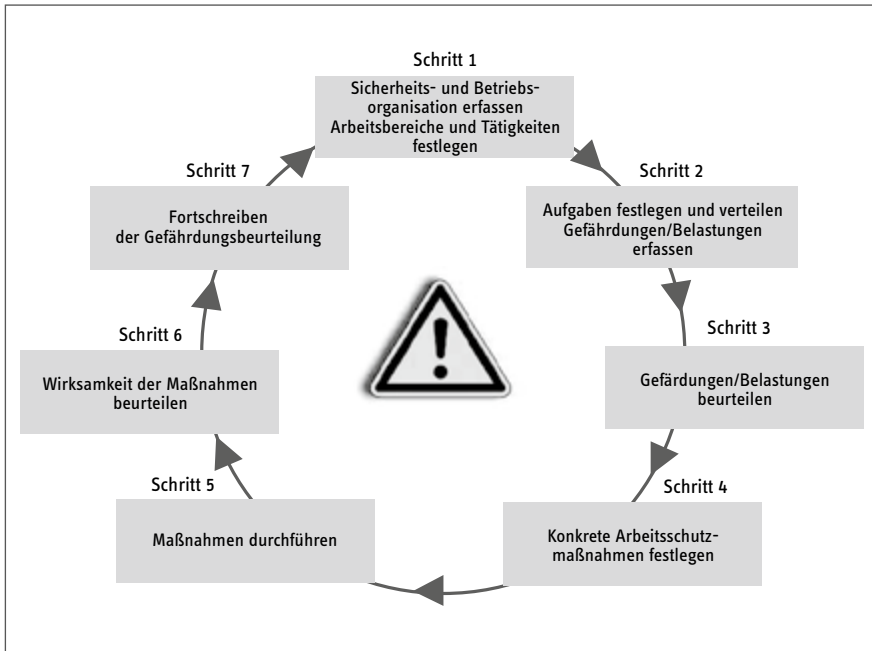 Schritt 1
Sicherheits- und Betriebs-
organisation erfassen
Arbeitsbereiche und Tätigkeiten
festlegen
Schritt 2
Aufgaben festlegen und verteilen
Gefährdungen/Belastungen
erfassen
Schritt 3
Gefärdungen/Belastungen
beurteilen
Schritt 4
Konkrete Arbeitsschutz-
maßnahmen festlegen
Schritt 5
Maßnahmen durchführen
Schritt 6
Wirksamkeit der Maßnahmen
beurteilen
Schritt 7
Fortschreiben
der Gefährdungsbeurteilung
!